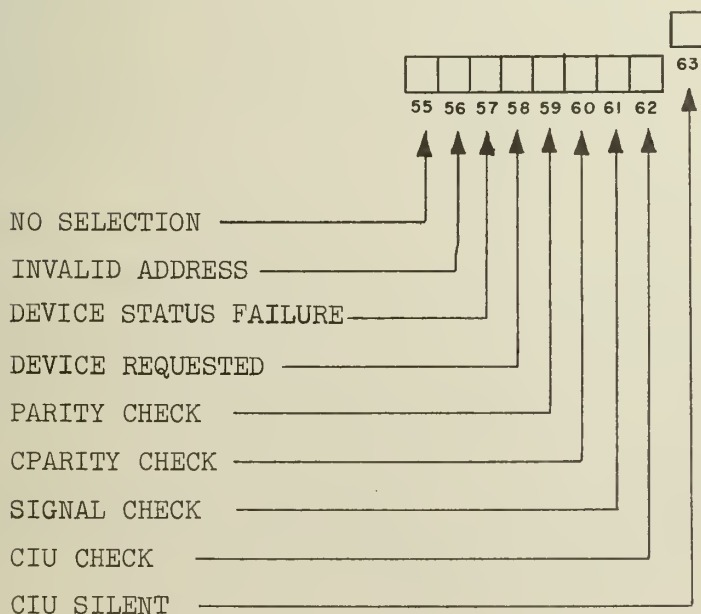 63
55 56 57 58 59 60 61 62
NO SELECTION
INVALID ADDRESS
DEVICE STATUS FAILURE
DEVICE REQUESTED
PARITY CHECK
CPARITY CHECK
SIGNAL CHECK
CIU CHECK
CIU SILENT